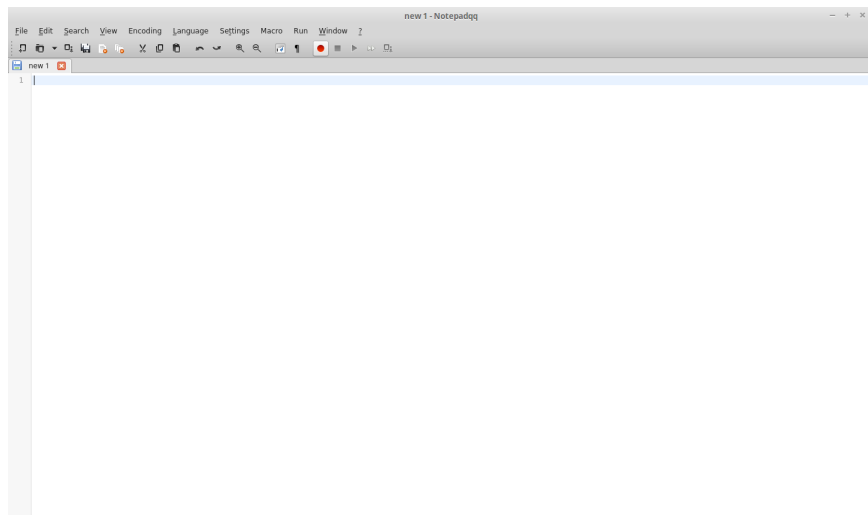 new 1 - Notepadqq
File Edit Search View Encoding Language Settings Macro Run Window ?
new 1
1